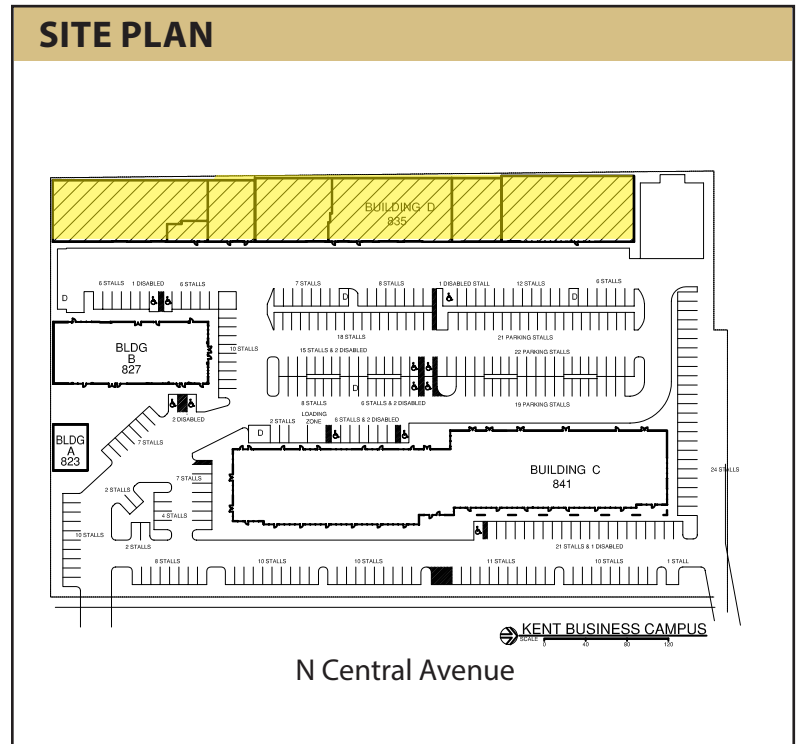 SITE PLAN
BUILDING D
835
6 STALLS
1 DISABLED
6 STALLS
7 STALLS
8 STALLS
1 DISABLED STALL
12 STALLS
6 STALLS
D
D
D
18 STALLS
21 PARKING STALLS
BLDG
B
827
10 STALLS
15 STALLS & 2 DISABLED
22 PARKING STALLS
D
8 STALLS
6 STALLS & 2 DISABLED
19 PARKING STALLS
2 DISABLED
7 STALLS
BLDG
A
823
D
2 STALLS
LOADING
ZONE
6 STALLS & 2 DISABLED
BUILDING C
841
24 STALLS
7 STALLS
2 STALLS
4 STALLS
10 STALLS
2 STALLS
21 STALLS & 1 DISABLED
8 STALLS
10 STALLS
10 STALLS
11 STALLS
10 STALLS
1 STALL
KENT BUSINESS CAMPUS
SCALE
0 40 80 120
N Central Avenue